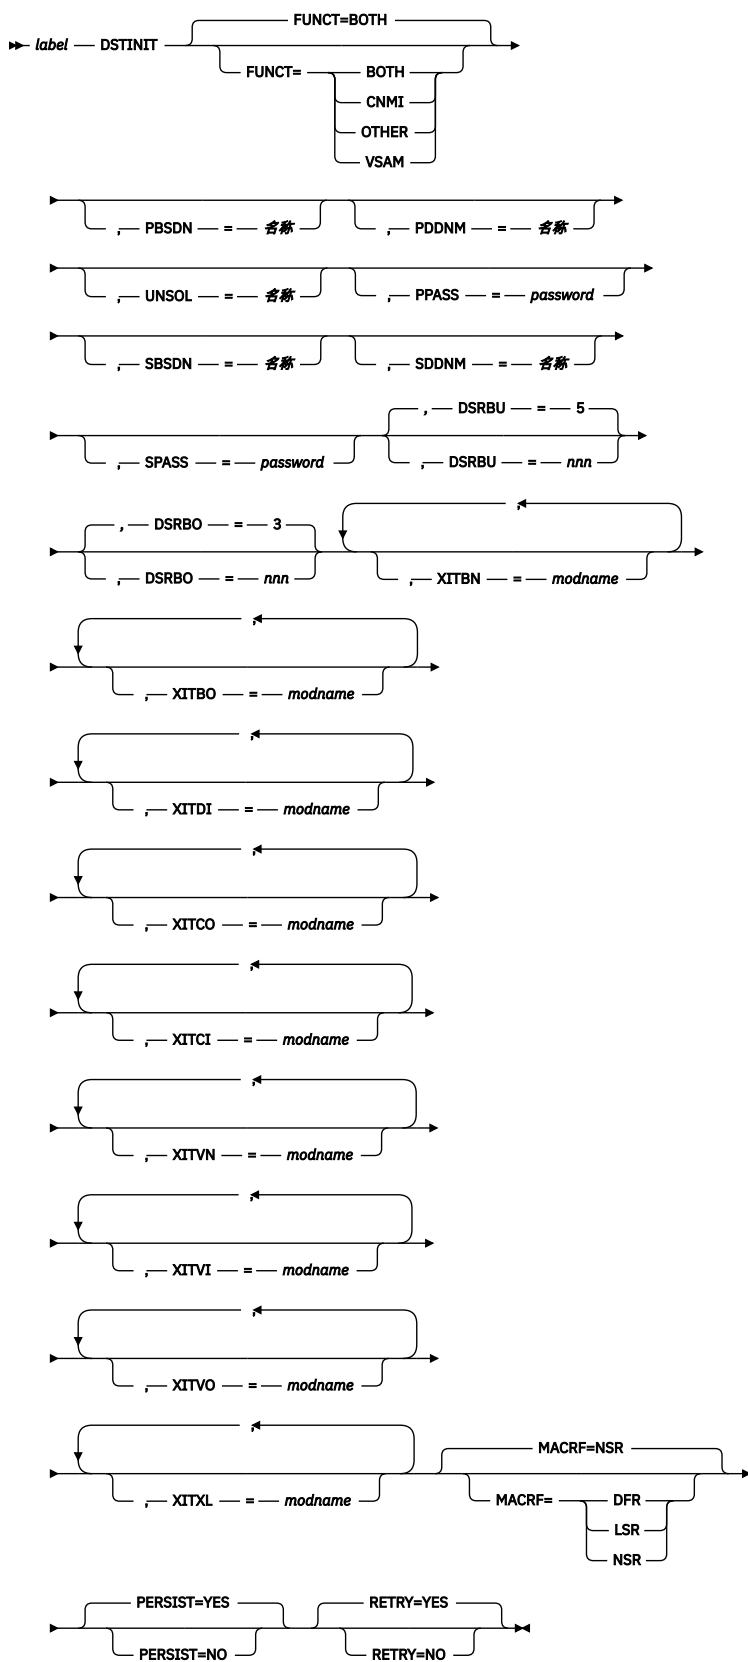 FUNCT=BOTH
label DSTINIT
FUNCT= BOTH
CNMI
OTHER
VSAM
, PBSDN = 名称 , PDDNM = 名称
, UNSOL = 名称 , PPASS = password
, SBSDN = 名称 , SDDNM = 名称
, DSRBU = 5
, SPASS = password , DSRBU = nnn
, DSRBO = 3 ,
, DSRBO = nnn , XITBN = modname
,
, XITBO = modname
,
, XITDI = modname
,
, XITCO = modname
,
, XITCI = modname
,
, XITVN = modname
,
, XITVI = modname
,
, XITVO = modname
,
MACRF=NSR
, XITXL = modname MACRF= DFR
LSR
NSR
PERSIST=YES RETRY=YES
PERSIST=NO RETRY=NO